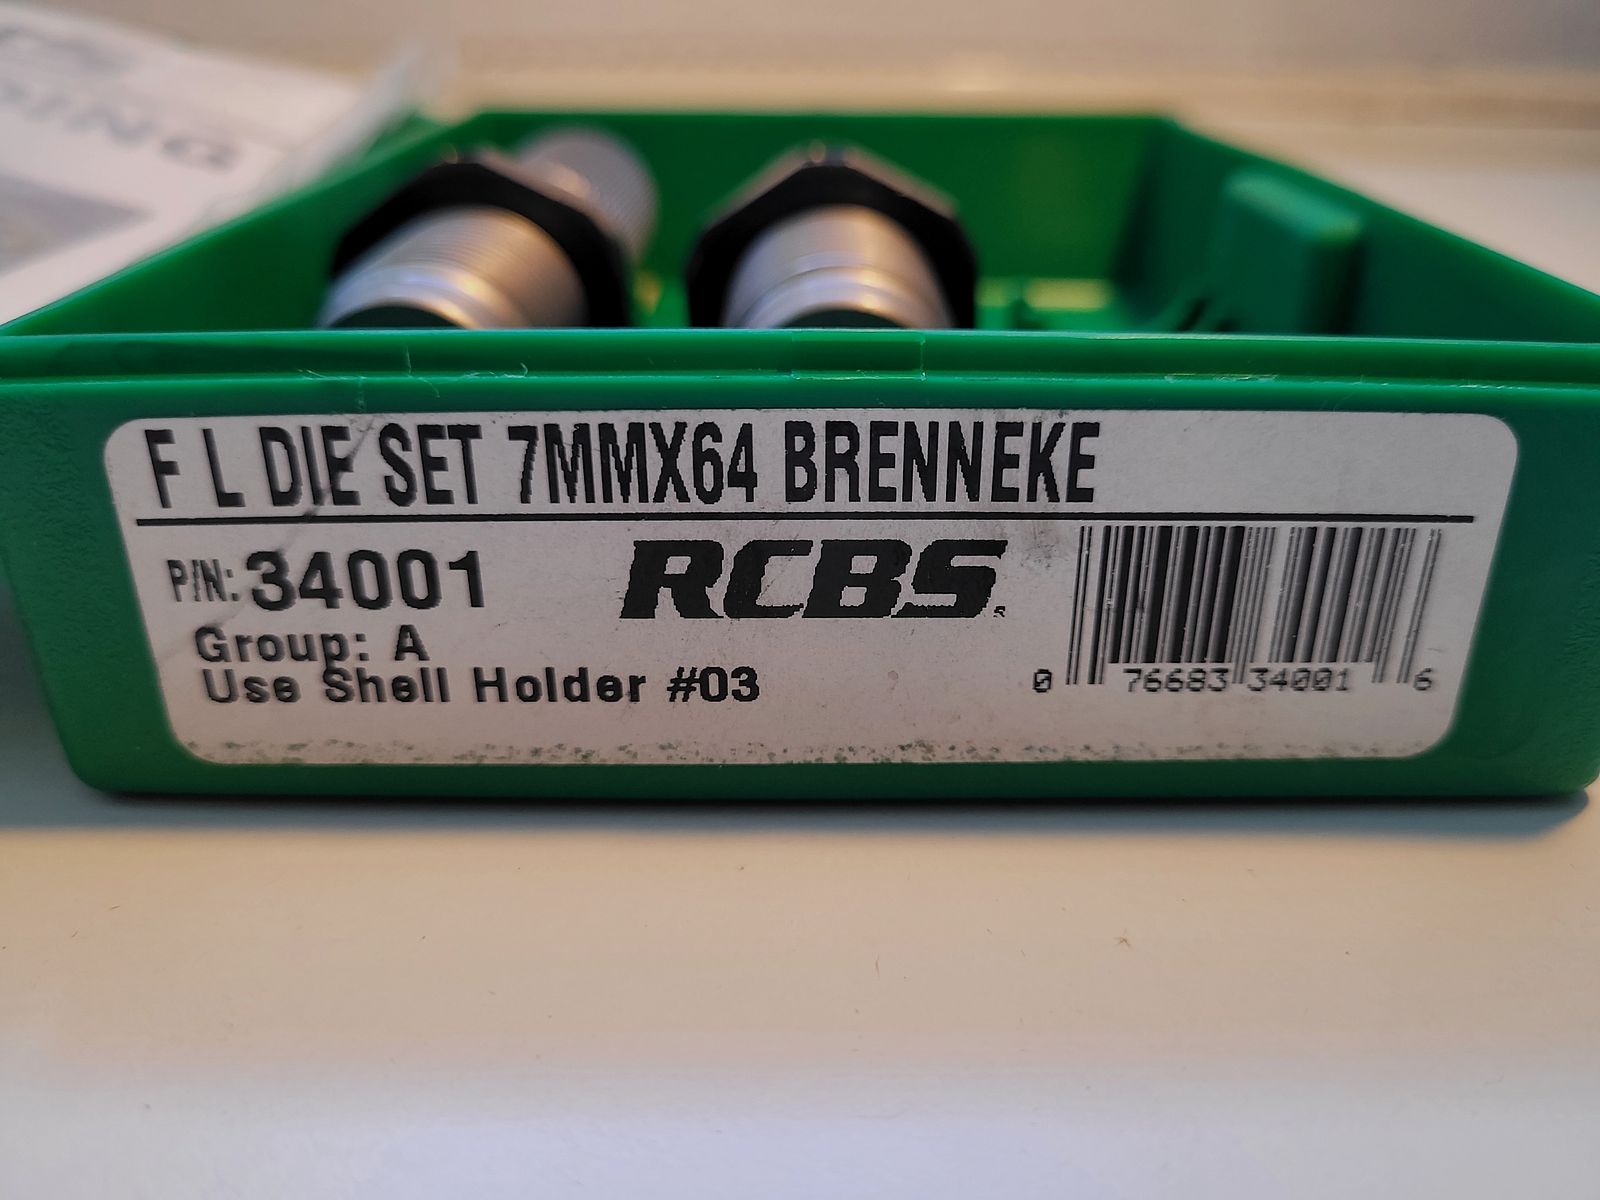 F L DIE SET 7MMX64 BRENNEKE
P/N: 34001
RCBS
Group: A
Use Shell Holder #03
0 76683 34001 6